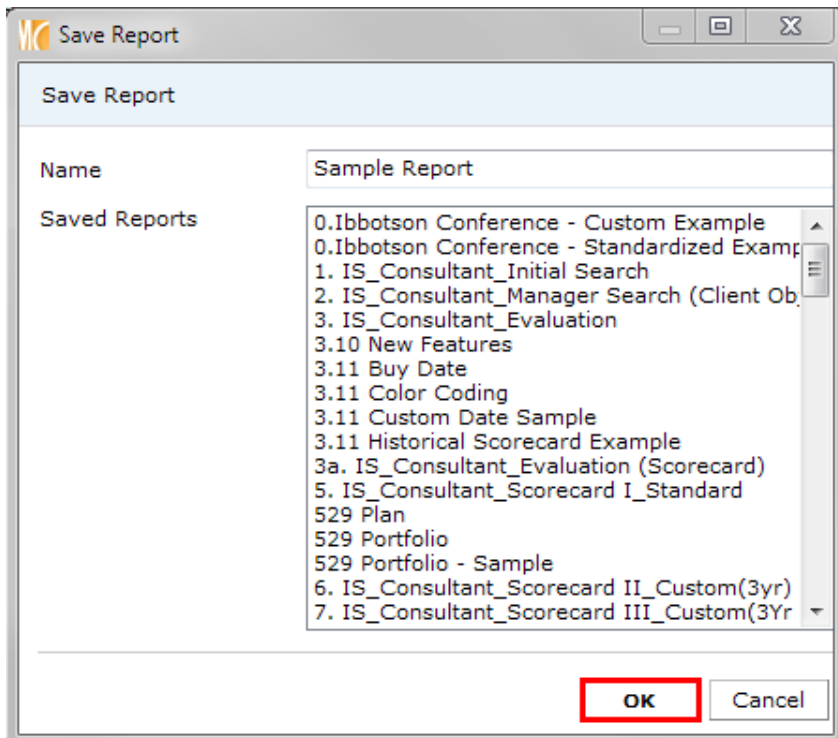 Save Report
Save Report
Name
Sample Report
Saved Reports
0.Ibbotson Conference - Custom Example
0.Ibbotson Conference - Standardized Examp
1. IS_Consultant_Initial Search
2. IS_Consultant_Manager Search (Client Ob
3. IS_Consultant_Evaluation
3.10 New Features
3.11 Buy Date
3.11 Color Coding
3.11 Custom Date Sample
3.11 Historical Scorecard Example
3a. IS_Consultant_Evaluation (Scorecard)
5. IS_Consultant_Scorecard I_Standard
529 Plan
529 Portfolio
529 Portfolio - Sample
6. IS_Consultant_Scorecard II_Custom(3yr)
7. IS_Consultant_Scorecard III_Custom(3Yr
OK Cancel